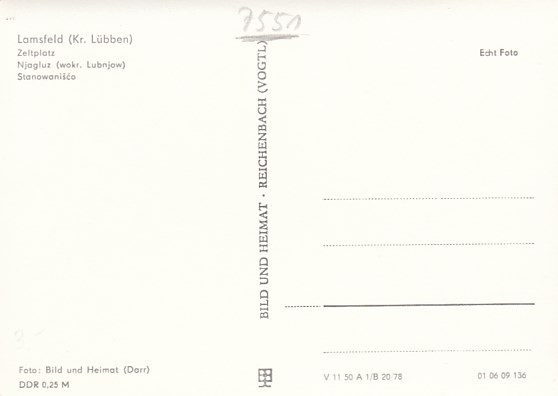 7551
Lamsfeld (Kr. Lübben)
Zeltplatz
Njagluz (wokr. Lubnjow)
Stanowanišćo
Echt Foto
BILD UND HEIMAT · REICHENBACH (VOGTL)
Foto: Bild und Heimat (Darr)
DDR 0,25 M
V 11 50 A 1/B 20/78
01 06 09 136